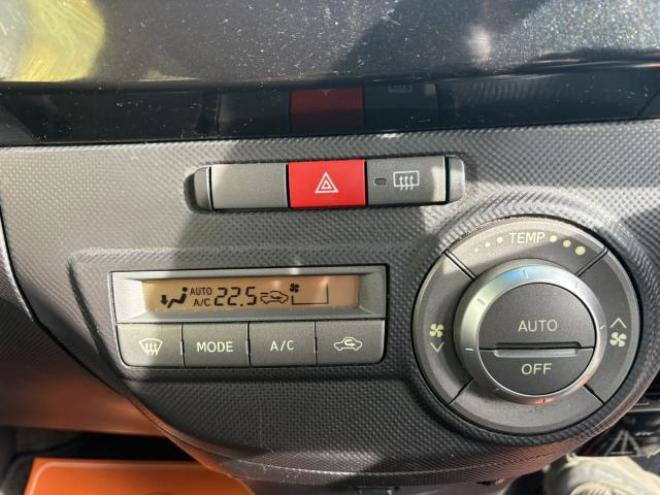 TEMP
AUTO
A/C 22.5
AUTO
MODE
A/C
OFF